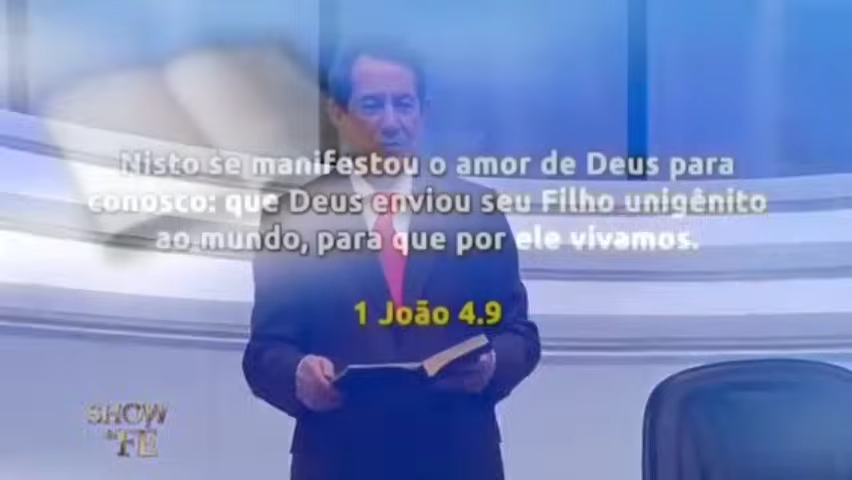 Nisto se manifestou o amor de Deus para
conosco: que Deus enviou seu Filho unigênito
ao mundo, para que por ele vivamos.
1 João 4.9
SHOW
da
FÉ